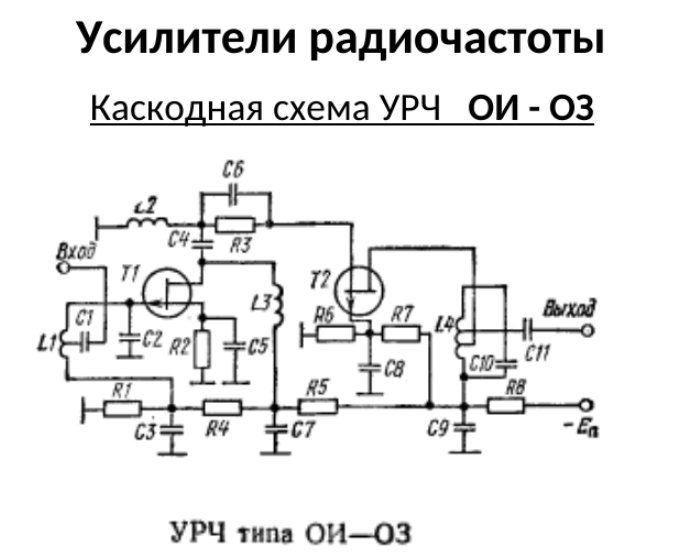 Усилители радиочастоты
Каскодная схема УРЧ ОИ - ОЗ
C6
L2
C4
R3
Вход
T1
T2
L3
R6
R7
Выход
C1
L4
L1
C2
R2
C5
C10
C11
C8
R1
R5
R8
C3
R4
C7
C9
-Eп
УРЧ типа ОИ—ОЗ